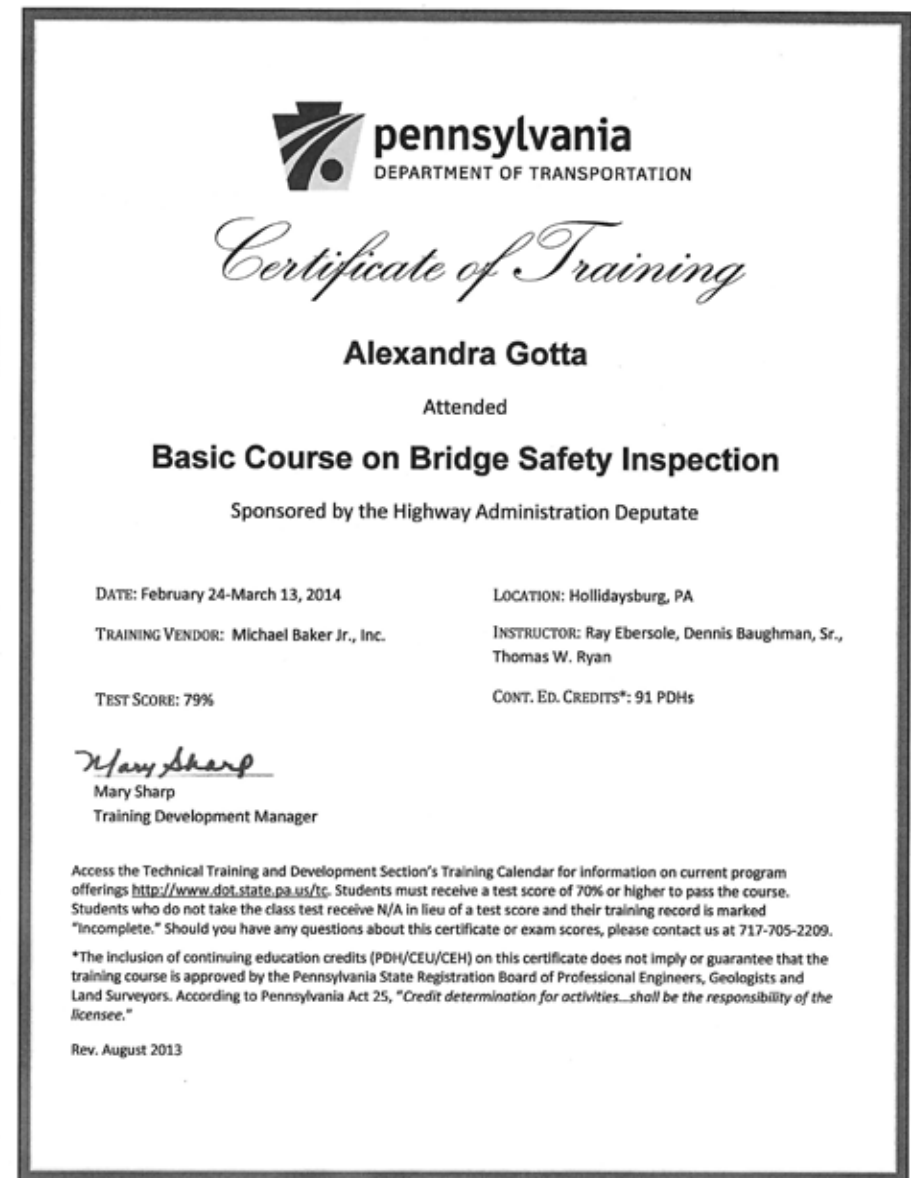 pennsylvania
DEPARTMENT OF TRANSPORTATION
Certificate of Training
Alexandra Gotta
Attended
Basic Course on Bridge Safety Inspection
Sponsored by the Highway Administration Deputate
DATE: February 24-March 13, 2014
LOCATION: Hollidaysburg, PA
TRAINING VENDOR: Michael Baker Jr., Inc.
INSTRUCTOR: Ray Ebersole, Dennis Baughman, Sr.,
Thomas W. Ryan
TEST SCORE: 79%
CONT. ED. CREDITS*: 91 PDHs
Mary Sharp
Mary Sharp
Training Development Manager
Access the Technical Training and Development Section's Training Calendar for information on current program
offerings http://www.dot.state.pa.us/tc. Students must receive a test score of 70% or higher to pass the course.
Students who do not take the class test receive N/A in lieu of a test score and their training record is marked
"Incomplete." Should you have any questions about this certificate or exam scores, please contact us at 717-705-2209.
*The inclusion of continuing education credits (PDH/CEU/CEH) on this certificate does not imply or guarantee that the
training course is approved by the Pennsylvania State Registration Board of Professional Engineers, Geologists and
Land Surveyors. According to Pennsylvania Act 25, "Credit determination for activities...shall be the responsibility of the
licensee."
Rev. August 2013